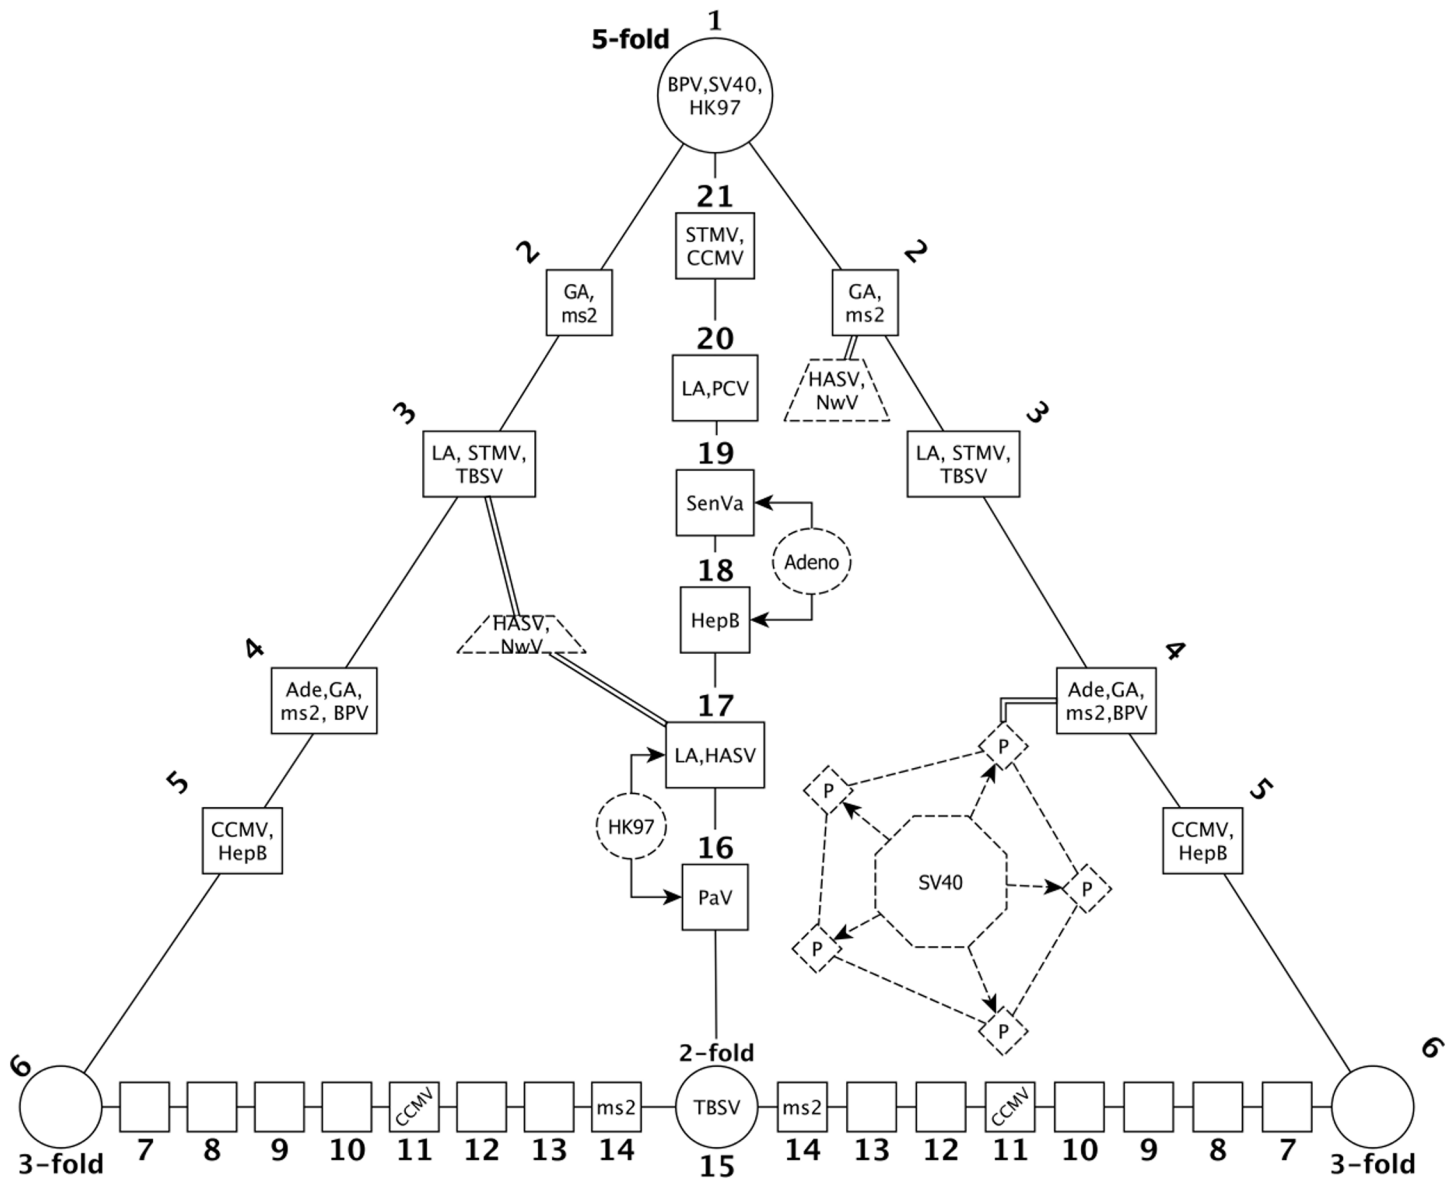 1
5-fold
BPV,SV40,
HK97
21
STMV,
CCMV
2
GA,
ms2
2
GA,
ms2
20
LA,PCV
HASV,
NwV
3
LA, STMV,
TBSV
3
LA, STMV,
TBSV
19
SenVa
Adeno
18
HepB
HASV,
NwV
4
Ade,GA,
ms2, BPV
4
Ade,GA,
ms2,BPV
17
LA,HASV
HK97
16
PaV
5
CCMV,
HepB
5
CCMV,
HepB
P
P
SV40
P
P
P
2-fold
6
CCMV
ms2
TBSV
ms2
CCMV
6
3-fold
7
8
9
10
11
12
13
14
15
14
13
12
11
10
9
8
7
3-fold